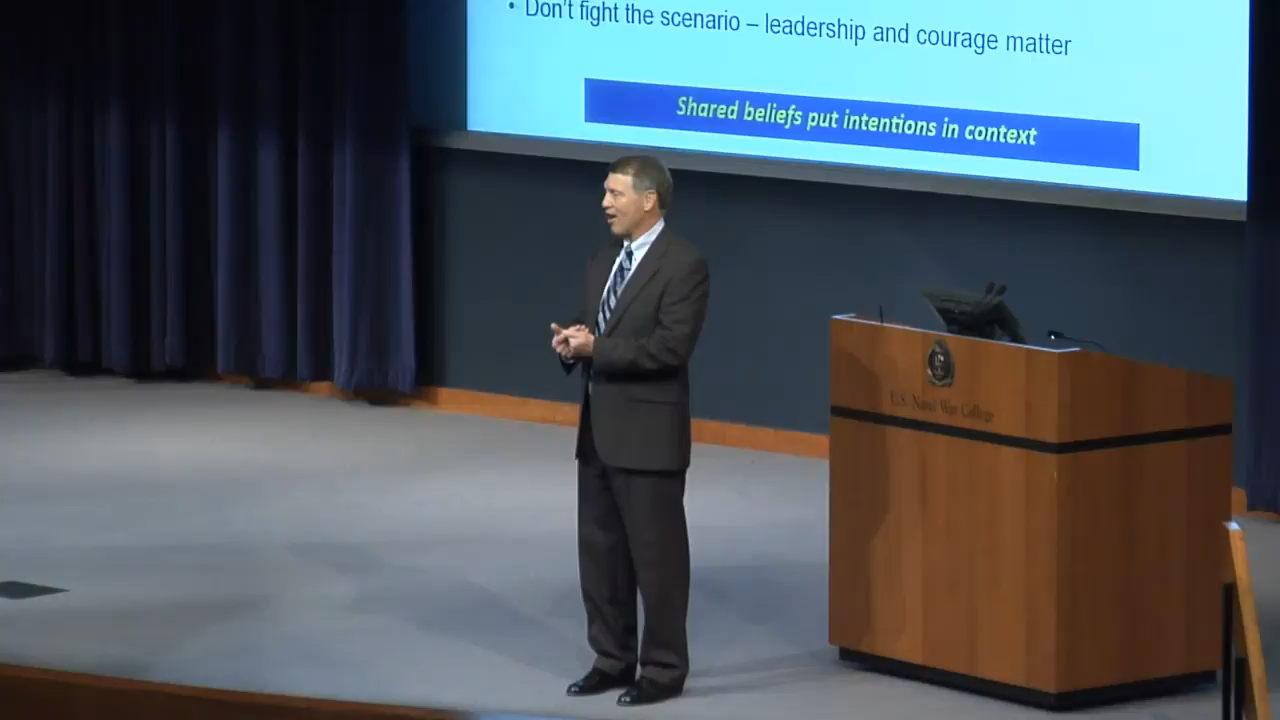 • Don't fight the scenario – leadership and courage matter
Shared beliefs put intentions in context
U.S. Naval War College